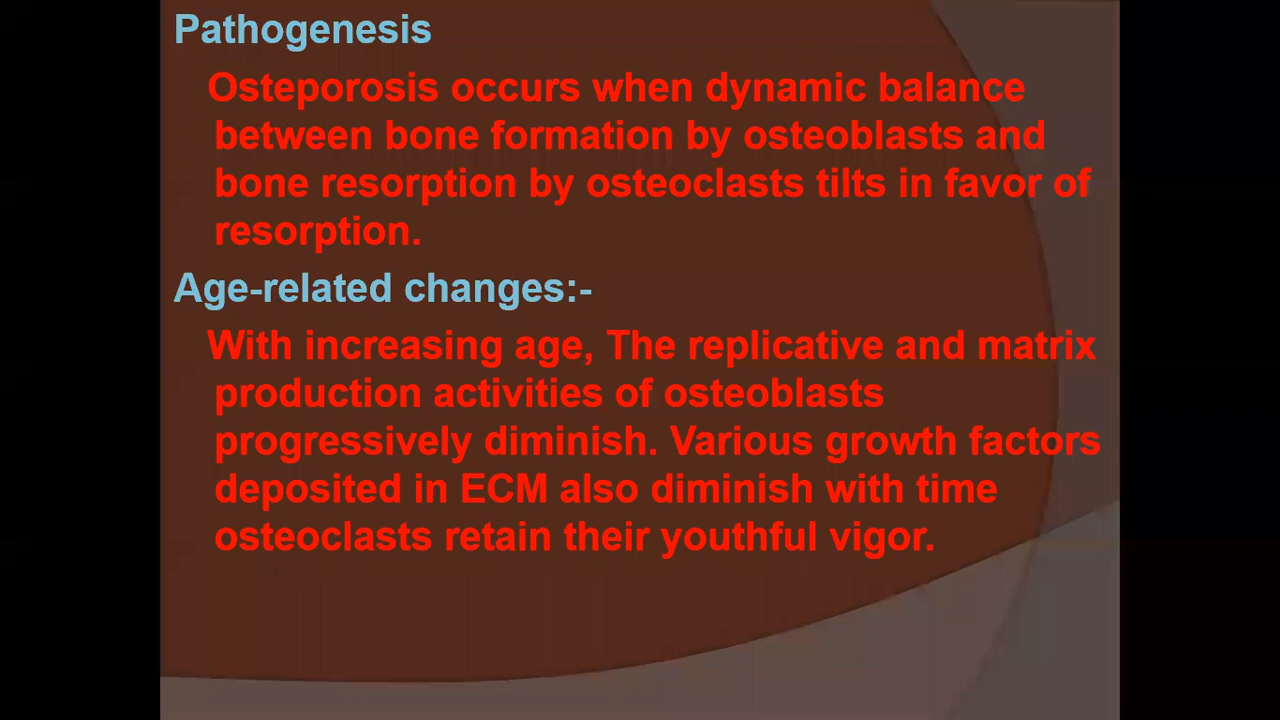 Pathogenesis
Osteporosis occurs when dynamic balance
between bone formation by osteoblasts and
bone resorption by osteoclasts tilts in favor of
resorption.
Age-related changes:-
With increasing age, The replicative and matrix
production activities of osteoblasts
progressively diminish. Various growth factors
deposited in ECM also diminish with time
osteoclasts retain their youthful vigor.